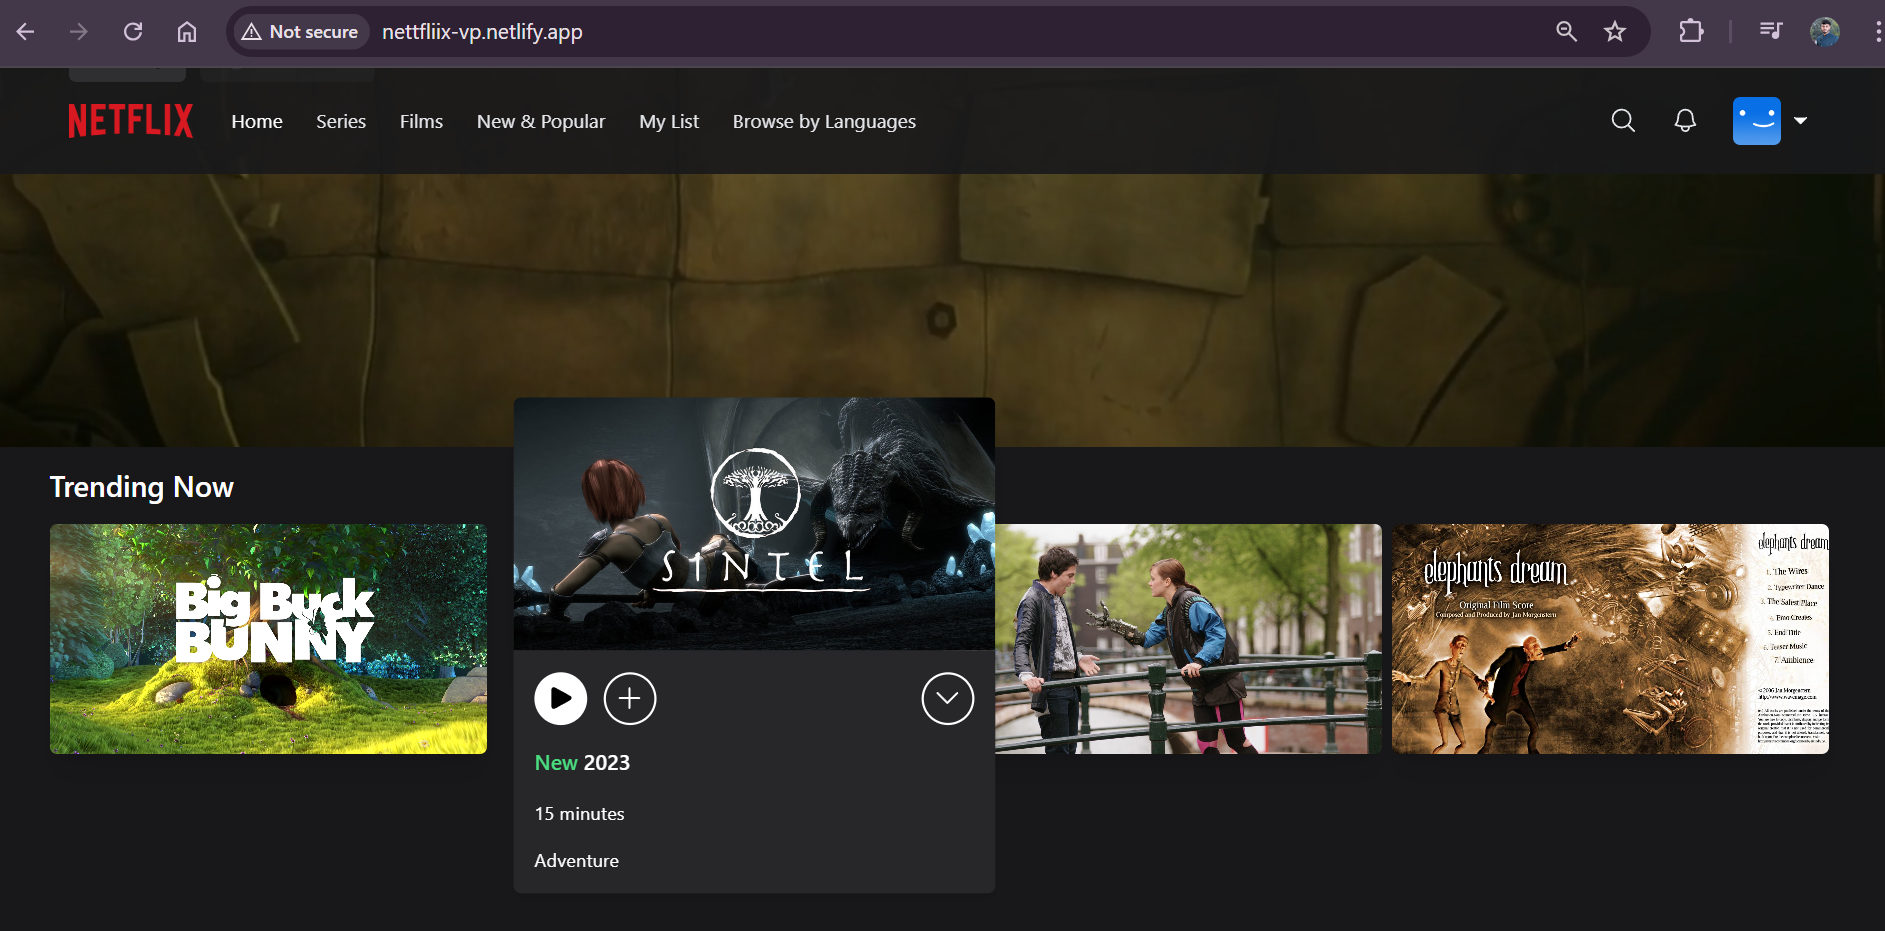 Not secure
nettfliix-vp.netlify.app
NETFLIX
Home
Series
Films
New & Popular
My List
Browse by Languages
Trending Now
Big Buck
BUNNY
SINTEL
New 2023
15 minutes
Adventure
elephants dream
Original Film Score
Composed and Produced by Jan Morgenstern
elephants dream
1. The Wires
2. Typewriter Dance
3. The Safest Place
4. Emo Creates
5. End Title
6. Teaser Music
7. Ambience